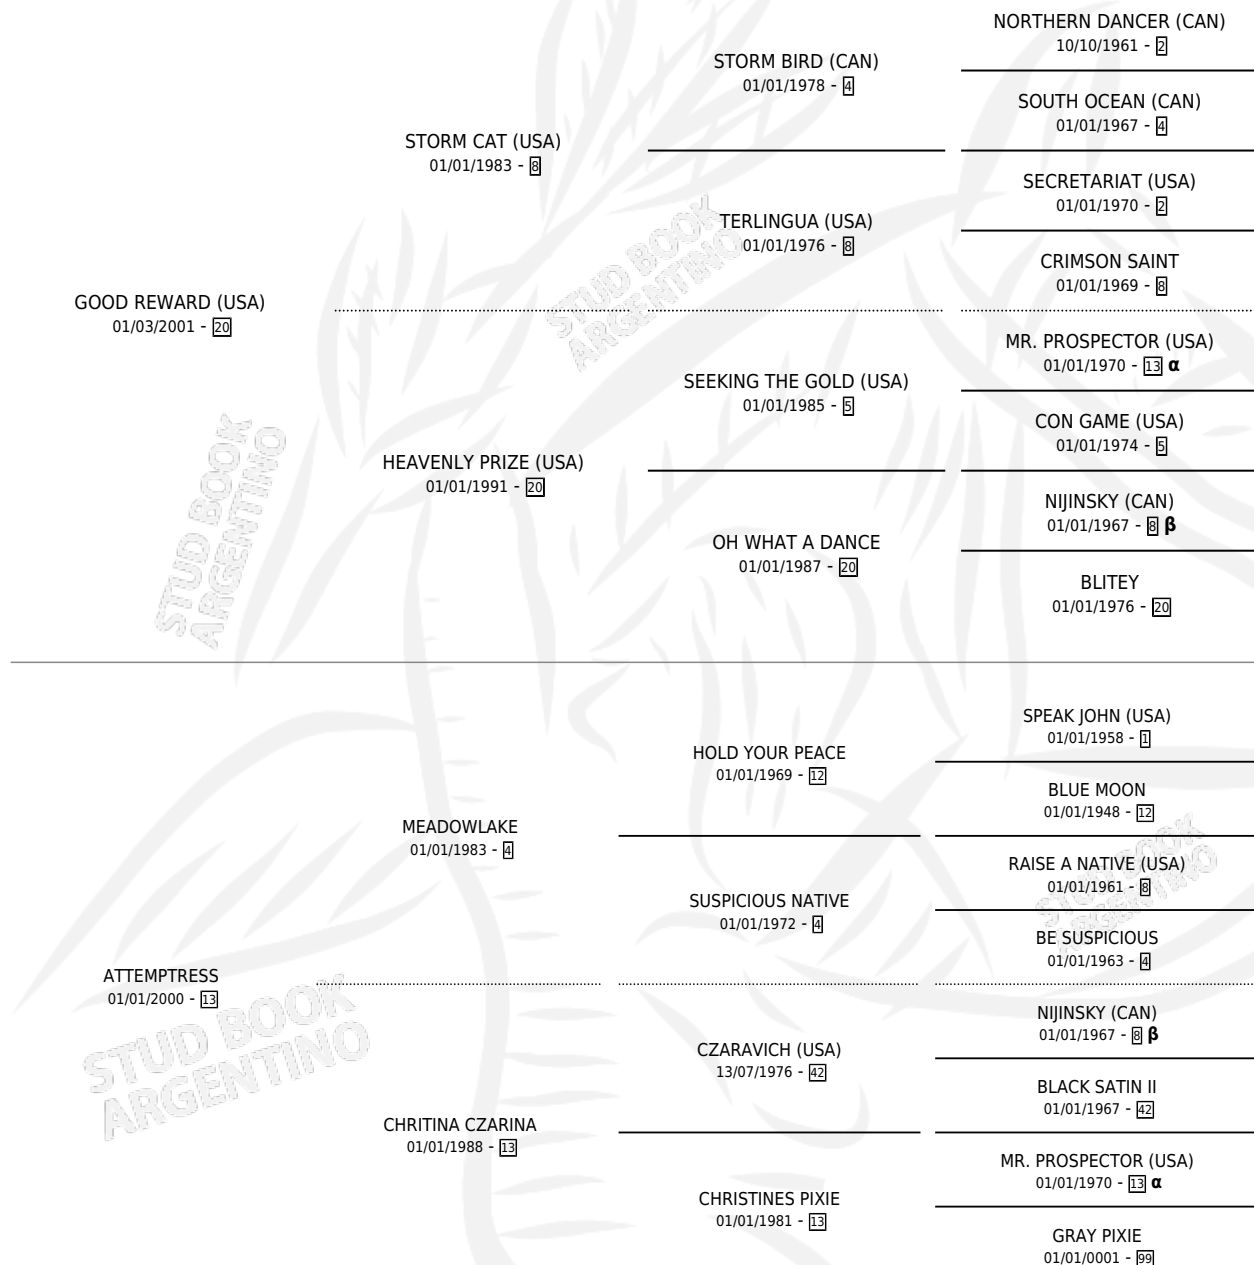 NORTHERN DANCER (CAN)
10/10/1961 - 2
STORM BIRD (CAN)
01/01/1978 - 4
SOUTH OCEAN (CAN)
01/01/1967 - 4
STORM CAT (USA)
01/01/1983 - 8
SECRETARIAT (USA)
01/01/1970 - 2
TERLINGUA (USA)
01/01/1976 - 8
CRIMSON SAINT
01/01/1969 - 8
STUD BOOK
ARGENTINO
GOOD REWARD (USA)
01/03/2001 - 20
MR. PROSPECTOR (USA)
01/01/1970 - 13 α
SEEKING THE GOLD (USA)
01/01/1985 - 5
CON GAME (USA)
01/01/1974 - 5
HEAVENLY PRIZE (USA)
01/01/1991 - 20
NIJINSKY (CAN)
01/01/1967 - 8 β
OH WHAT A DANCE
01/01/1987 - 20
BLITEY
01/01/1976 - 20
STUD BOOK
ARGENTINO
SPEAK JOHN (USA)
01/01/1958 - 1
HOLD YOUR PEACE
01/01/1969 - 12
BLUE MOON
01/01/1948 - 12
MEADOWLAKE
01/01/1983 - 4
RAISE A NATIVE (USA)
01/01/1961 - 8
SUSPICIOUS NATIVE
01/01/1972 - 4
BE SUSPICIOUS
01/01/1963 - 4
STUD BOOK
ARGENTINO
ATTEMPTRESS
01/01/2000 - 13
NIJINSKY (CAN)
01/01/1967 - 8 β
CZARAVICH (USA)
13/07/1976 - 42
BLACK SATIN II
01/01/1967 - 42
CHRITINA CZARINA
01/01/1988 - 13
MR. PROSPECTOR (USA)
01/01/1970 - 13 α
CHRISTINES PIXIE
01/01/1981 - 13
GRAY PIXIE
01/01/0001 - 99
STUD BOOK
ARGENTINO